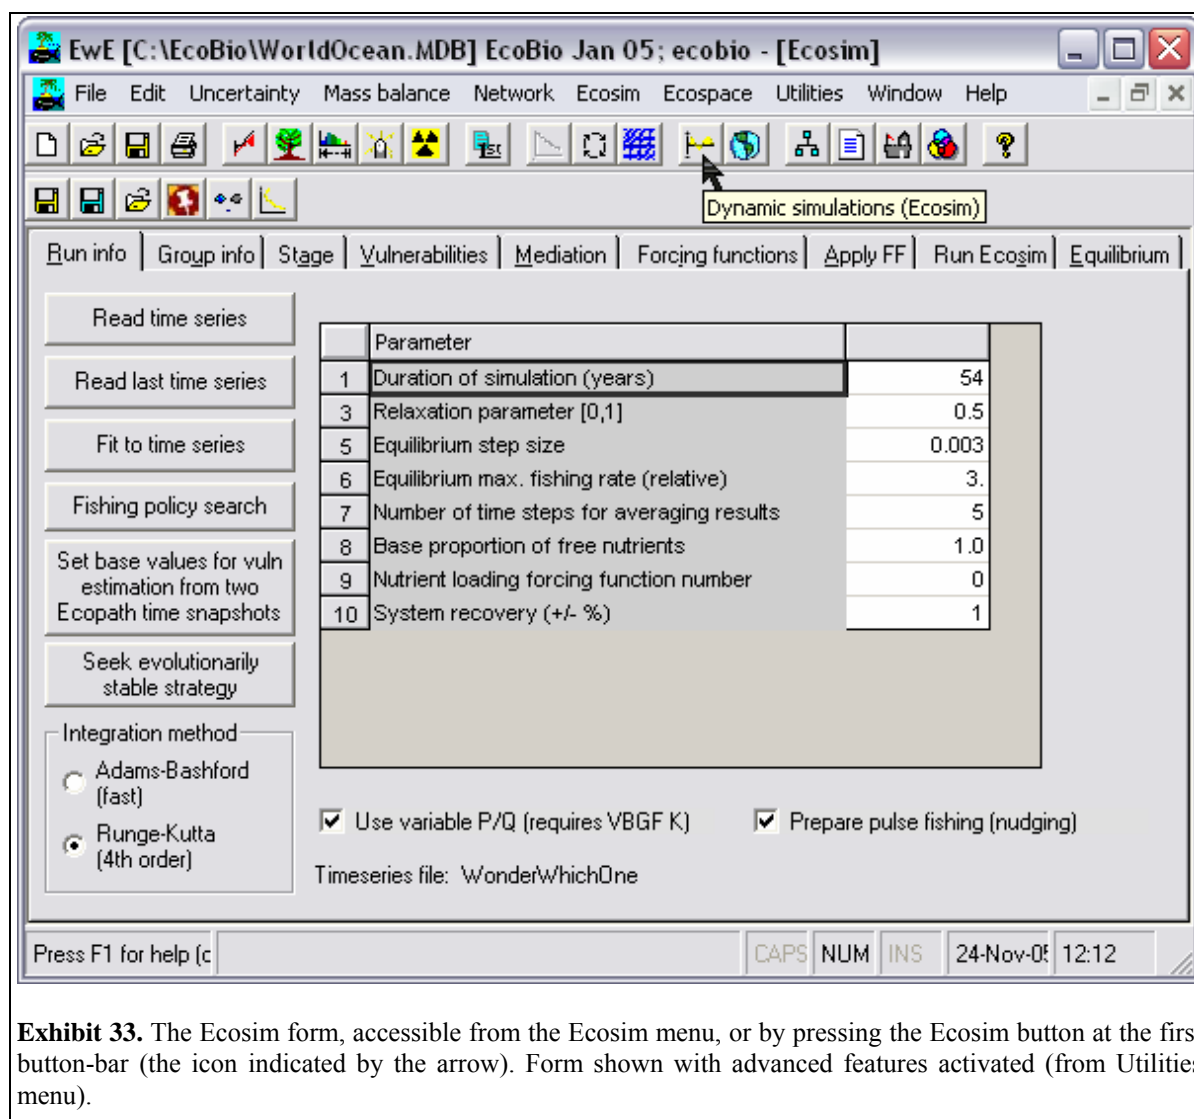 EwE [C:\EcoBio\WorldOcean.MDB] EcoBio Jan 05; ecobio - [Ecosim]
File Edit Uncertainty Mass balance Network Ecosim Ecospace Utilities Window Help
1st
Dynamic simulations (Ecosim)
Run info Group info Stage Vulnerabilities Mediation Forcing functions Apply FF Run Ecosim Equilibrium
Read time series
Read last time series
Fit to time series
Fishing policy search
Set base values for vuln
estimation from two
Ecopath time snapshots
Seek evolutionarily
stable strategy
Integration method
Adams-Bashford
(fast)
Runge-Kutta
(4th order)
Parameter
1 Duration of simulation (years) 54
3 Relaxation parameter [0,1] 0.5
5 Equilibrium step size 0.003
6 Equilibrium max. fishing rate (relative) 3.
7 Number of time steps for averaging results 5
8 Base proportion of free nutrients 1.0
9 Nutrient loading forcing function number 0
10 System recovery (+/- %) 1
Use variable P/Q (requires VBGF K) Prepare pulse fishing (nudging)
Timeseries file: WonderWhichOne
Press F1 for help (c CAPS NUM INS 24-Nov-05 12:12
Exhibit 33. The Ecosim form, accessible from the Ecosim menu, or by pressing the Ecosim button at the firs
button-bar (the icon indicated by the arrow). Form shown with advanced features activated (from Utilities
menu).